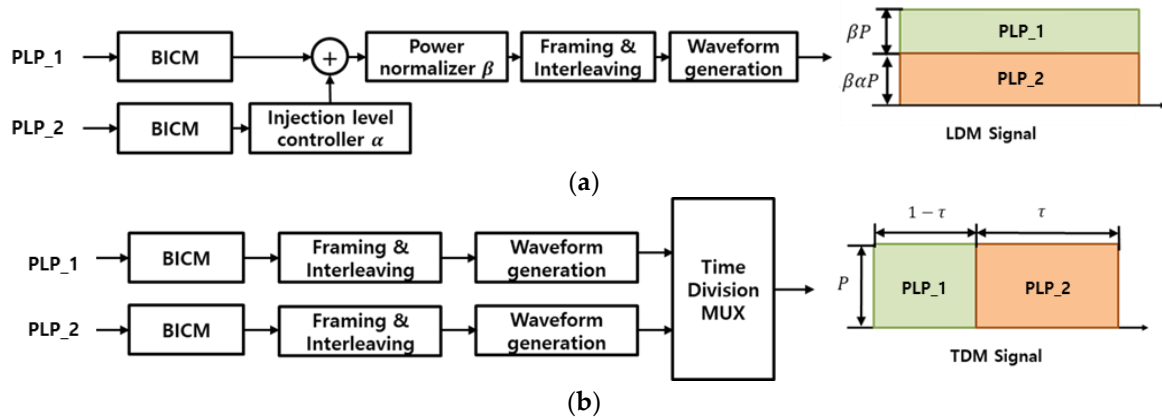 PLP_1
BICM
+
Power
normalizer β
Framing &
Interleaving
Waveform
generation
PLP_2
BICM
Injection level
controller α
βP
PLP_1
βαP
PLP_2
LDM Signal
(a)
PLP_1
BICM
Framing &
Interleaving
Waveform
generation
PLP_2
BICM
Framing &
Interleaving
Waveform
generation
Time
Division
MUX
1 − τ
τ
P
PLP_1
PLP_2
TDM Signal
(b)